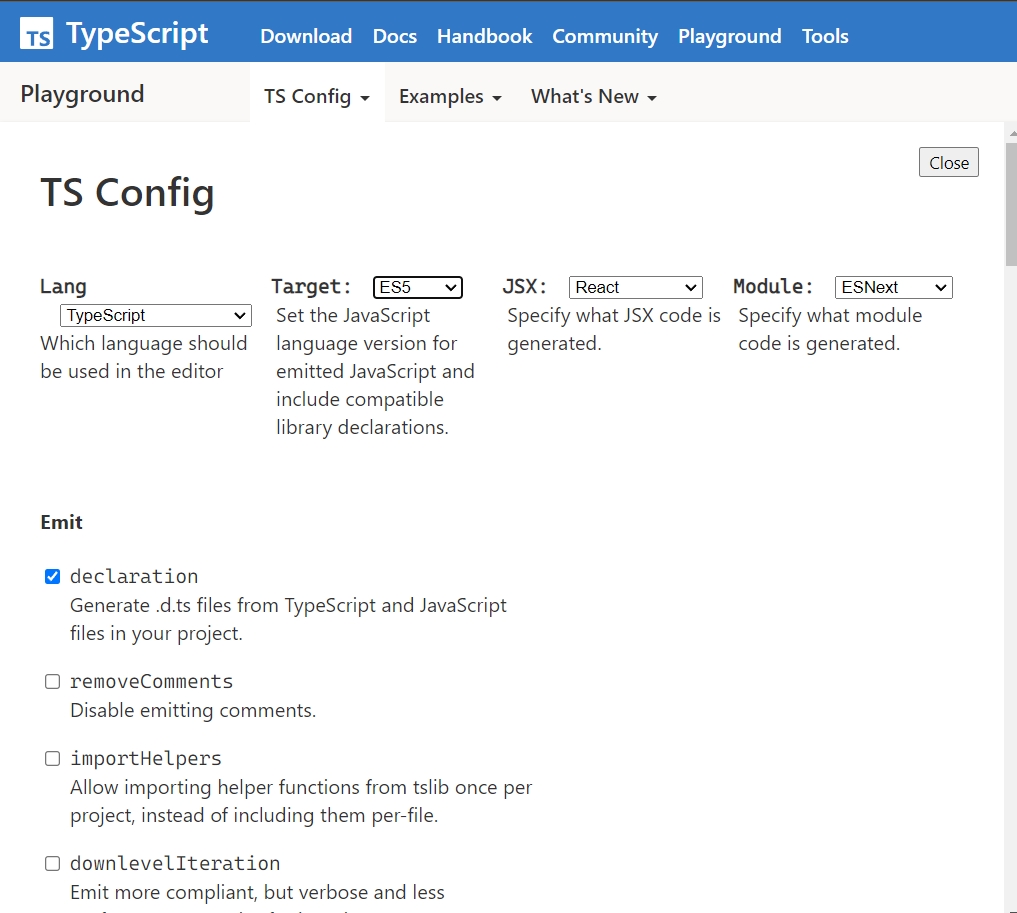 TS TypeScript Download Docs Handbook Community Playground Tools
Playground TS Config Examples What's New
Close
TS Config
Lang
TypeScript
Which language should
be used in the editor
Target: ES5
Set the JavaScript
language version for
emitted JavaScript and
include compatible
library declarations.
JSX: React
Specify what JSX code is
generated.
Module: ESNext
Specify what module
code is generated.
Emit
declaration
Generate .d.ts files from TypeScript and JavaScript
files in your project.
removeComments
Disable emitting comments.
importHelpers
Allow importing helper functions from tslib once per
project, instead of including them per-file.
downlevelIteration
Emit more compliant, but verbose and less